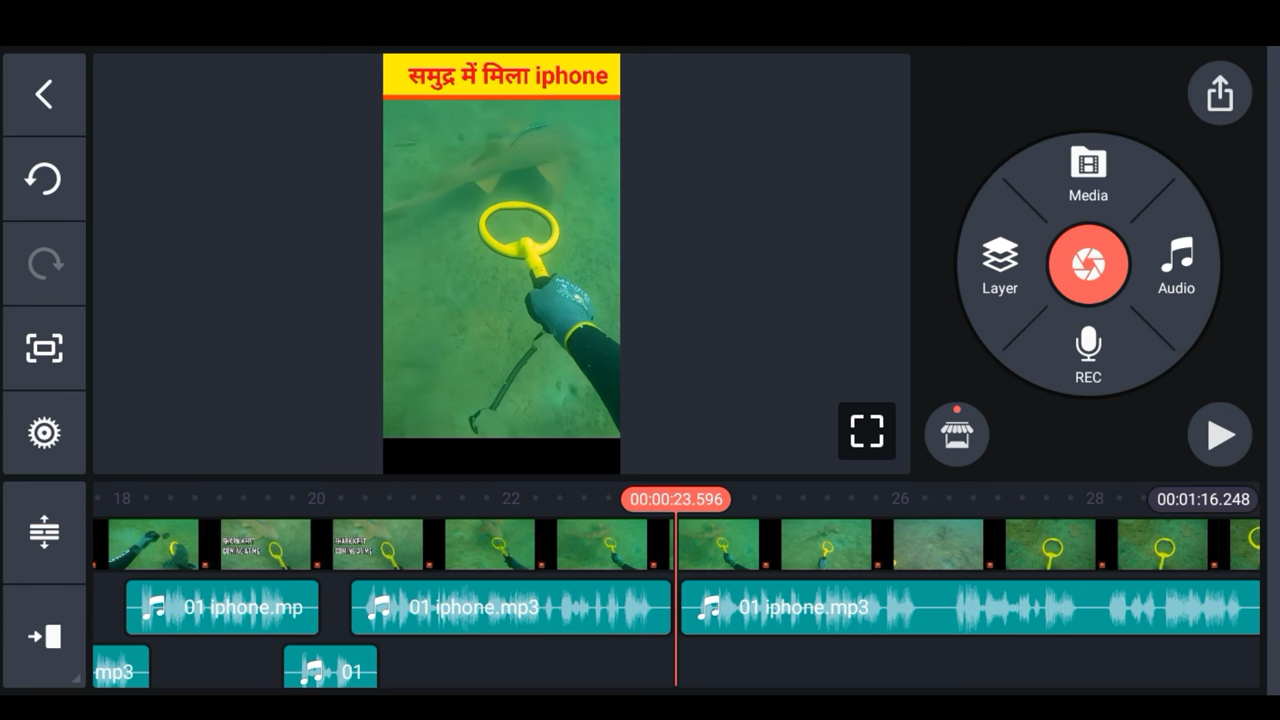 समुद्र में मिला iphone
Media
Layer
Audio
REC
18
20
22
00:00:23.596
26
28
00:01:16.248
01 iphone.mp
01 iphone.mp3
01 iphone.mp3
mp3
01